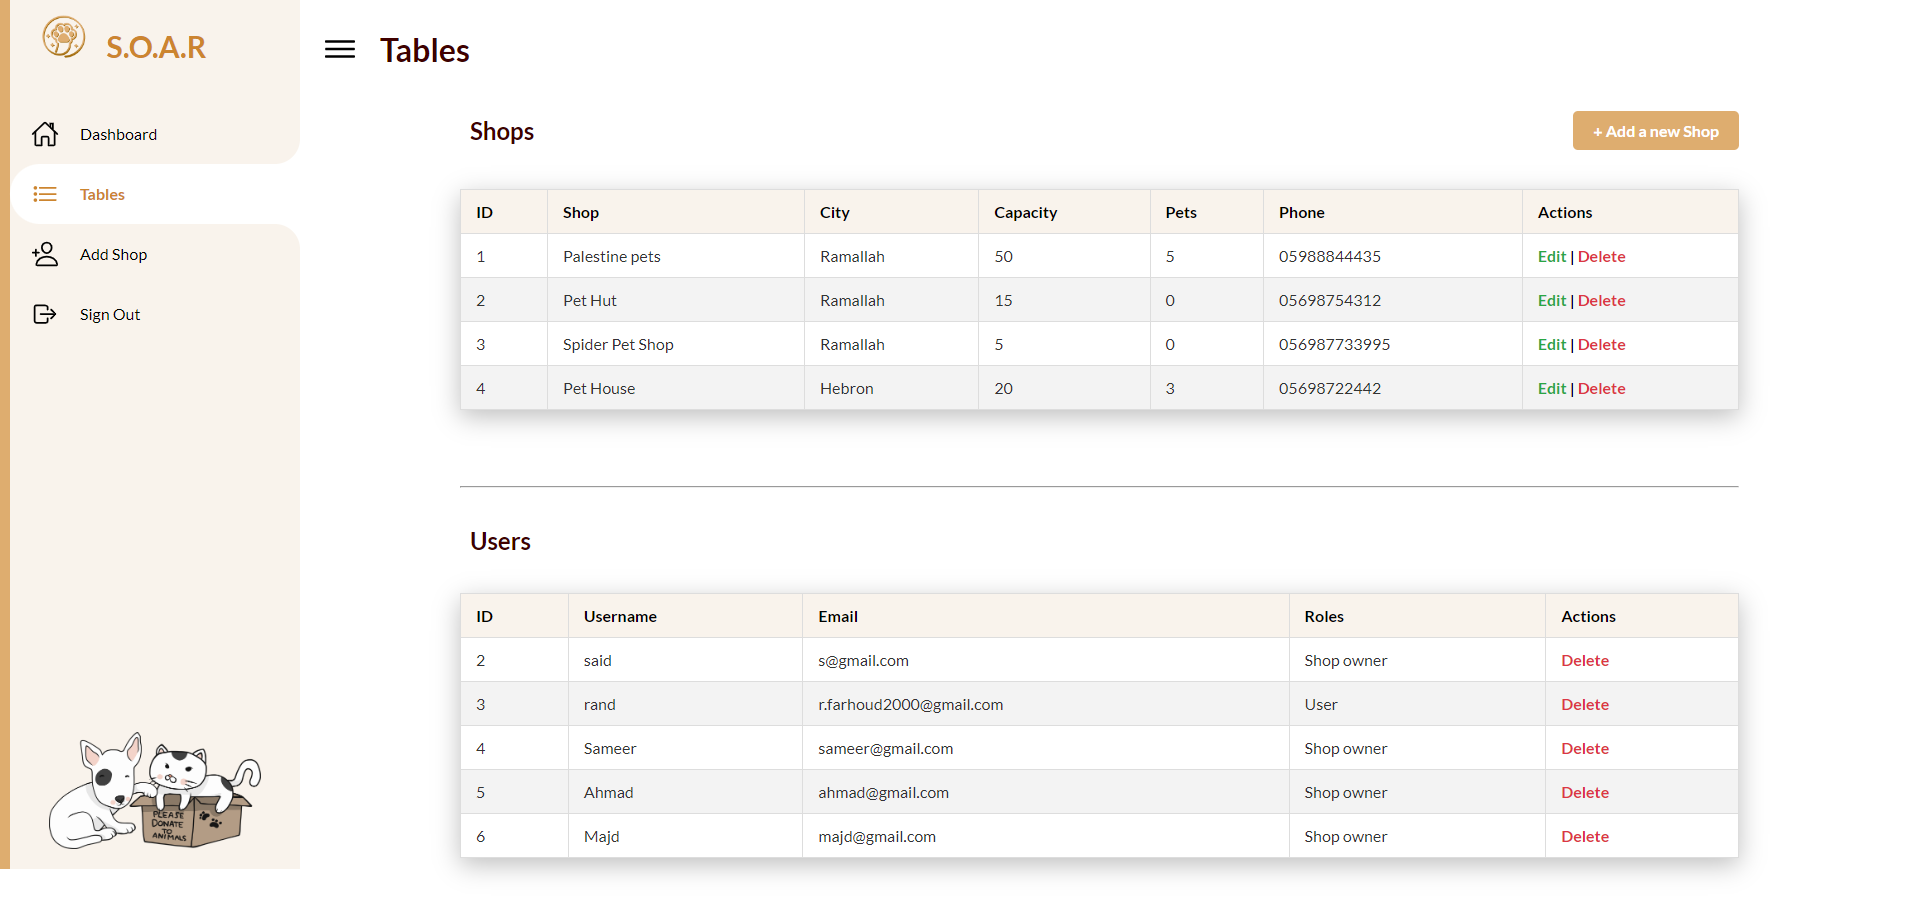 S.O.A.R
Dashboard
Tables
Add Shop
Sign Out
PLEASE
DONATE
TO
ANIMALS
Tables
Shops
+ Add a new Shop
ID Shop City Capacity Pets Phone Actions
1 Palestine pets Ramallah 50 5 05988844435 Edit | Delete
2 Pet Hut Ramallah 15 0 05698754312 Edit | Delete
3 Spider Pet Shop Ramallah 5 0 056987733995 Edit | Delete
4 Pet House Hebron 20 3 05698722442 Edit | Delete
Users
ID Username Email Roles Actions
2 said s@gmail.com Shop owner Delete
3 rand r.farhoud2000@gmail.com User Delete
4 Sameer sameer@gmail.com Shop owner Delete
5 Ahmad ahmad@gmail.com Shop owner Delete
6 Majd majd@gmail.com Shop owner Delete